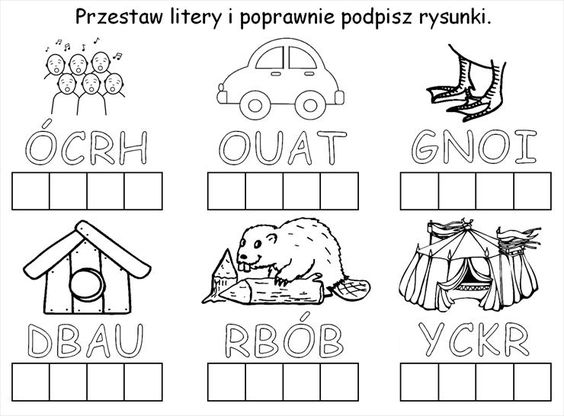 Przestaw litery i poprawnie podpisz rysunki.
ÓCRH OUAT GNOI
DBAU RBÓB YCKR